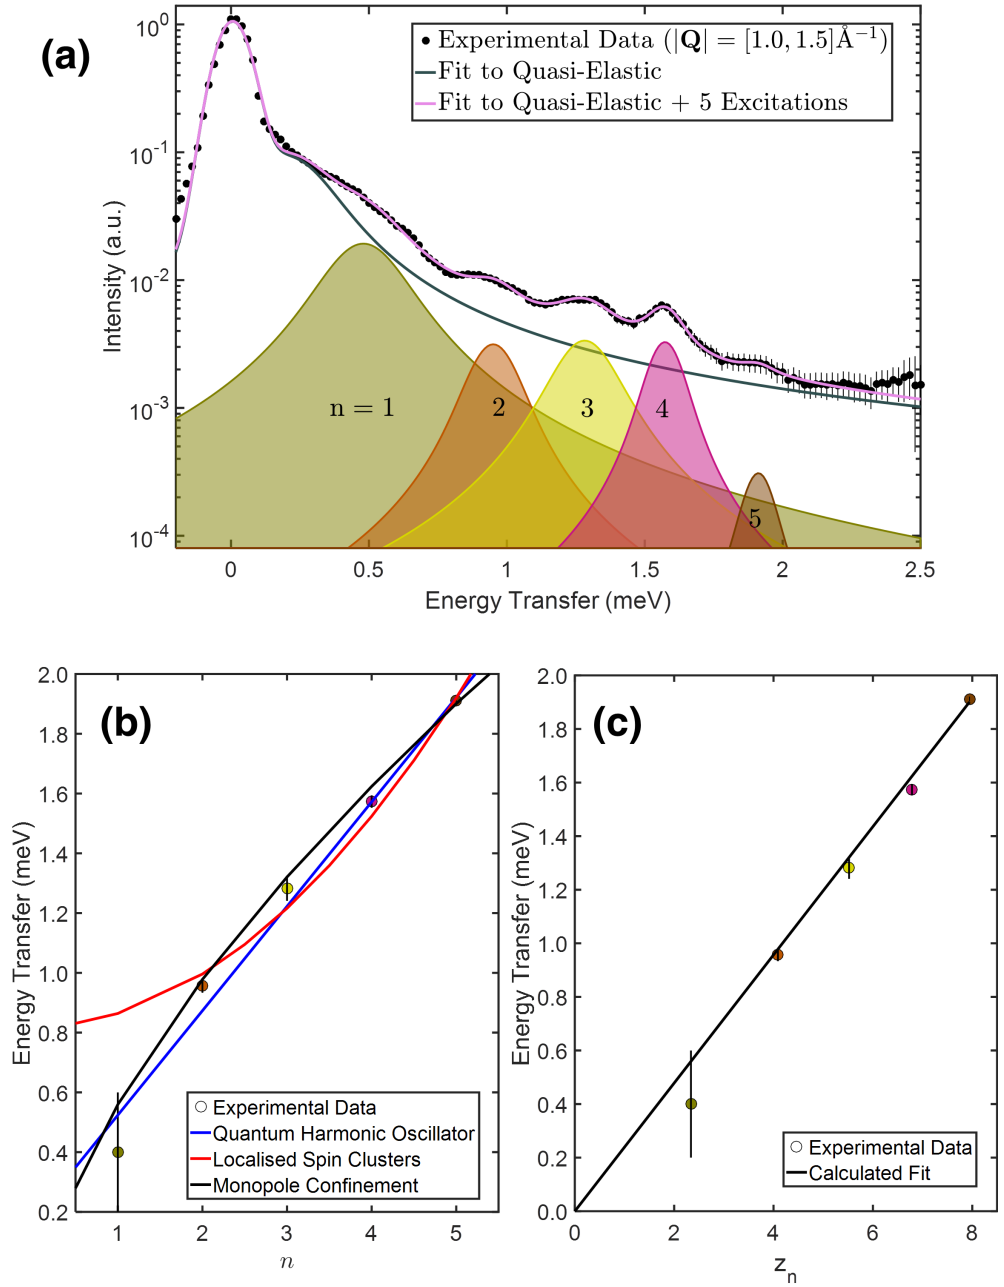 (a)
Experimental Data (|Q| = [1.0, 1.5]Å⁻¹)
Fit to Quasi-Elastic
Fit to Quasi-Elastic + 5 Excitations
10⁰
10⁻¹
10⁻²
10⁻³
10⁻⁴
Intensity (a.u.)
n = 1
2
3
4
5
0 0.5 1 1.5 2 2.5
Energy Transfer (meV)
(b)
2.0
1.8
1.6
1.4
1.2
1.0
0.8
0.6
0.4
0.2
Energy Transfer (meV)
Experimental Data
Quantum Harmonic Oscillator
Localised Spin Clusters
Monopole Confinement
1 2 3 4 5
n
(c)
2.0
1.8
1.6
1.4
1.2
1.0
0.8
0.6
0.4
0.2
0.0
Energy Transfer (meV)
Experimental Data
Calculated Fit
0 2 4 6 8
zₙ